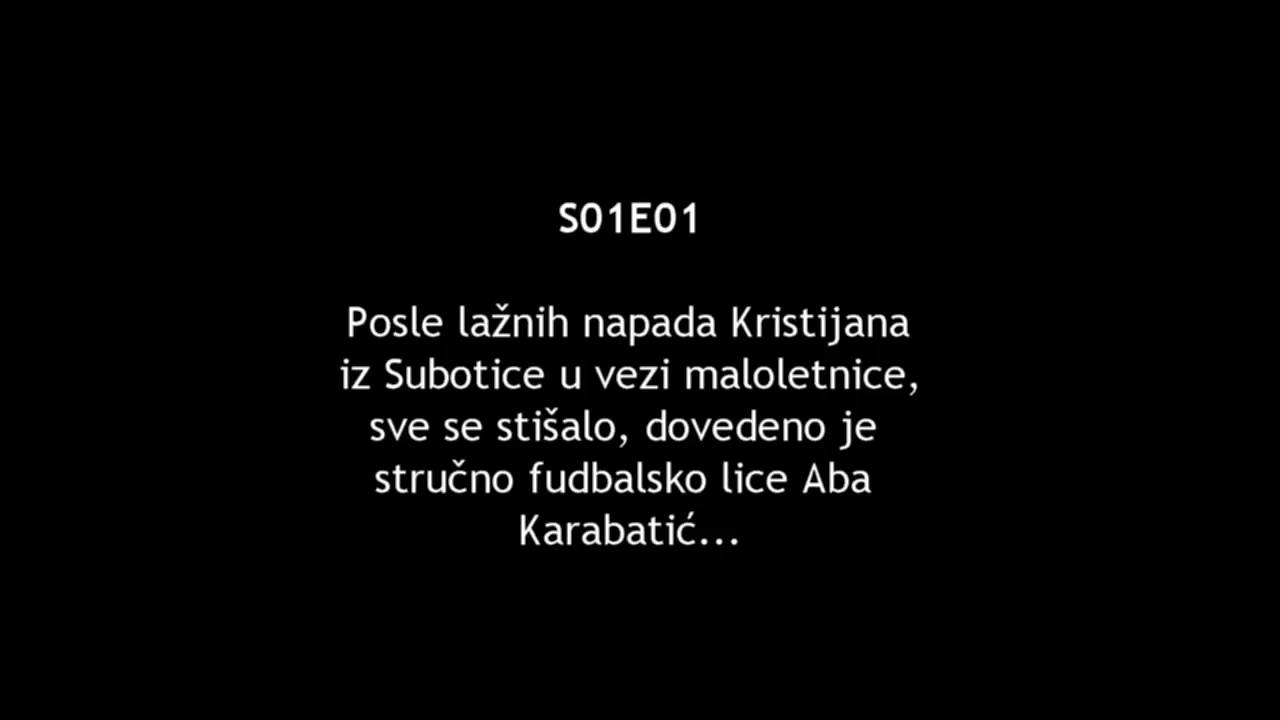 S01E01
Posle lažnih napada Kristijana
iz Subotice u vezi maloletnice,
sve se stišalo, dovedeno je
stručno fudbalsko lice Aba
Karabatić...